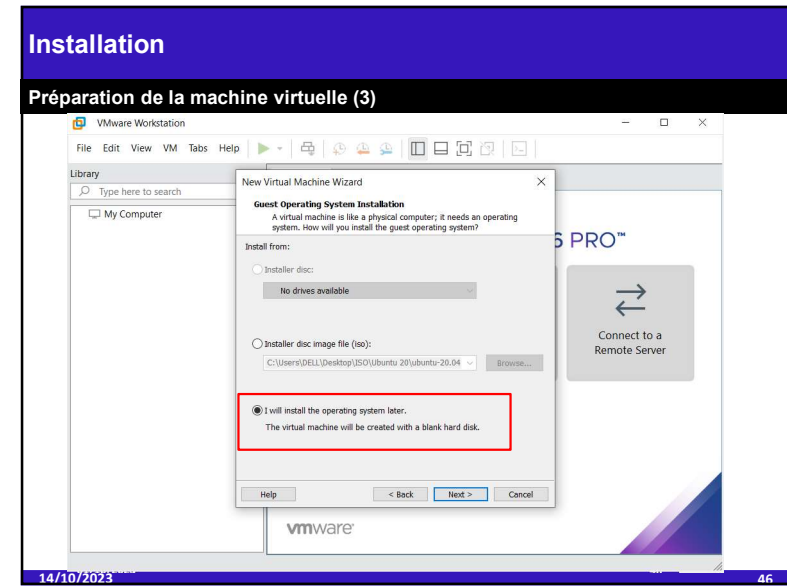 Installation
Préparation de la machine virtuelle (3)
VMware Workstation
File Edit View VM Tabs Help
Library
Type here to search
My Computer
New Virtual Machine Wizard
Guest Operating System Installation
A virtual machine is like a physical computer; it needs an operating
system. How will you install the guest operating system?
Install from:
Installer disc:
No drives available
Installer disc image file (iso):
C:\Users\DELL\Desktop\ISO\Ubuntu 20\ubuntu-20.04
Browse...
I will install the operating system later.
The virtual machine will be created with a blank hard disk.
Help < Back Next > Cancel
PRO™
Connect to a
Remote Server
vmware
14/10/2023
46